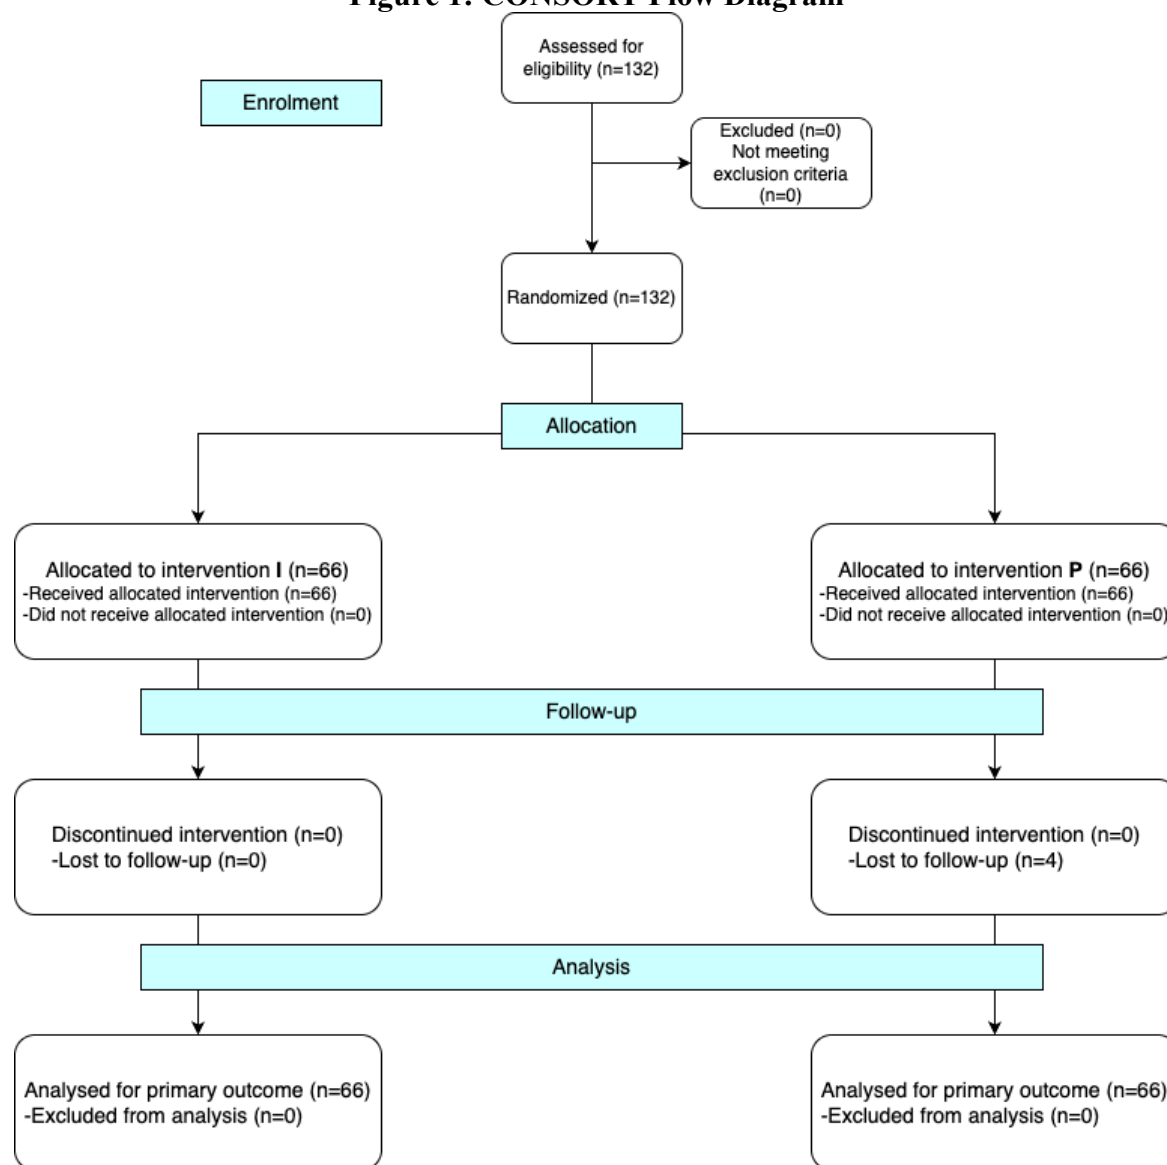 Figure 1: CONSORT Flow Diagram
Assessed for
eligibility (n=132)
Enrolment
Excluded (n=0)
Not meeting
exclusion criteria
(n=0)
Randomized (n=132)
Allocation
Allocated to intervention I (n=66)
-Received allocated intervention (n=66)
-Did not receive allocated intervention (n=0)
Allocated to intervention P (n=66)
-Received allocated intervention (n=66)
-Did not receive allocated intervention (n=0)
Follow-up
Discontinued intervention (n=0)
-Lost to follow-up (n=0)
Discontinued intervention (n=0)
-Lost to follow-up (n=4)
Analysis
Analysed for primary outcome (n=66)
-Excluded from analysis (n=0)
Analysed for primary outcome (n=66)
-Excluded from analysis (n=0)